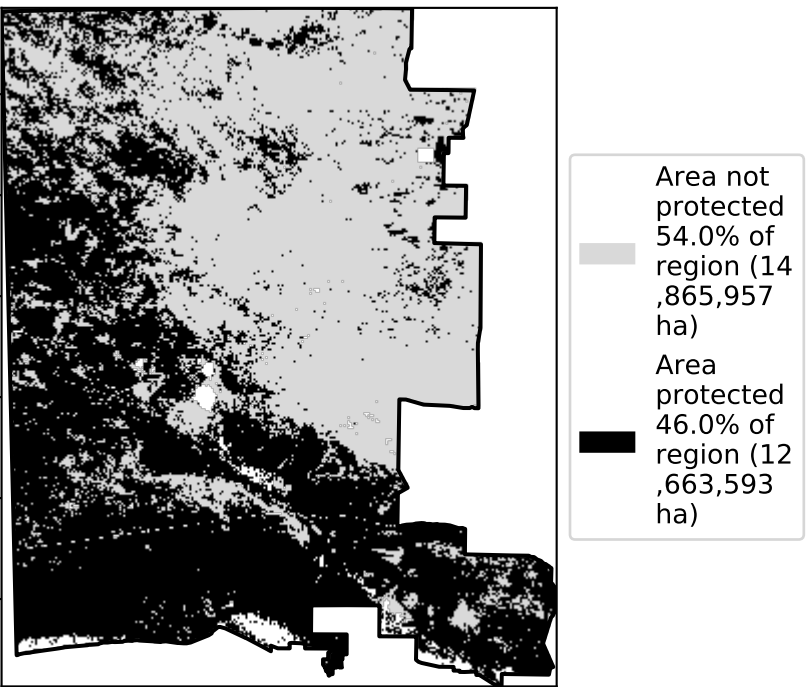 Area not
protected
54.0% of
region (14
,865,957
ha)
Area
protected
46.0% of
region (12
,663,593
ha)